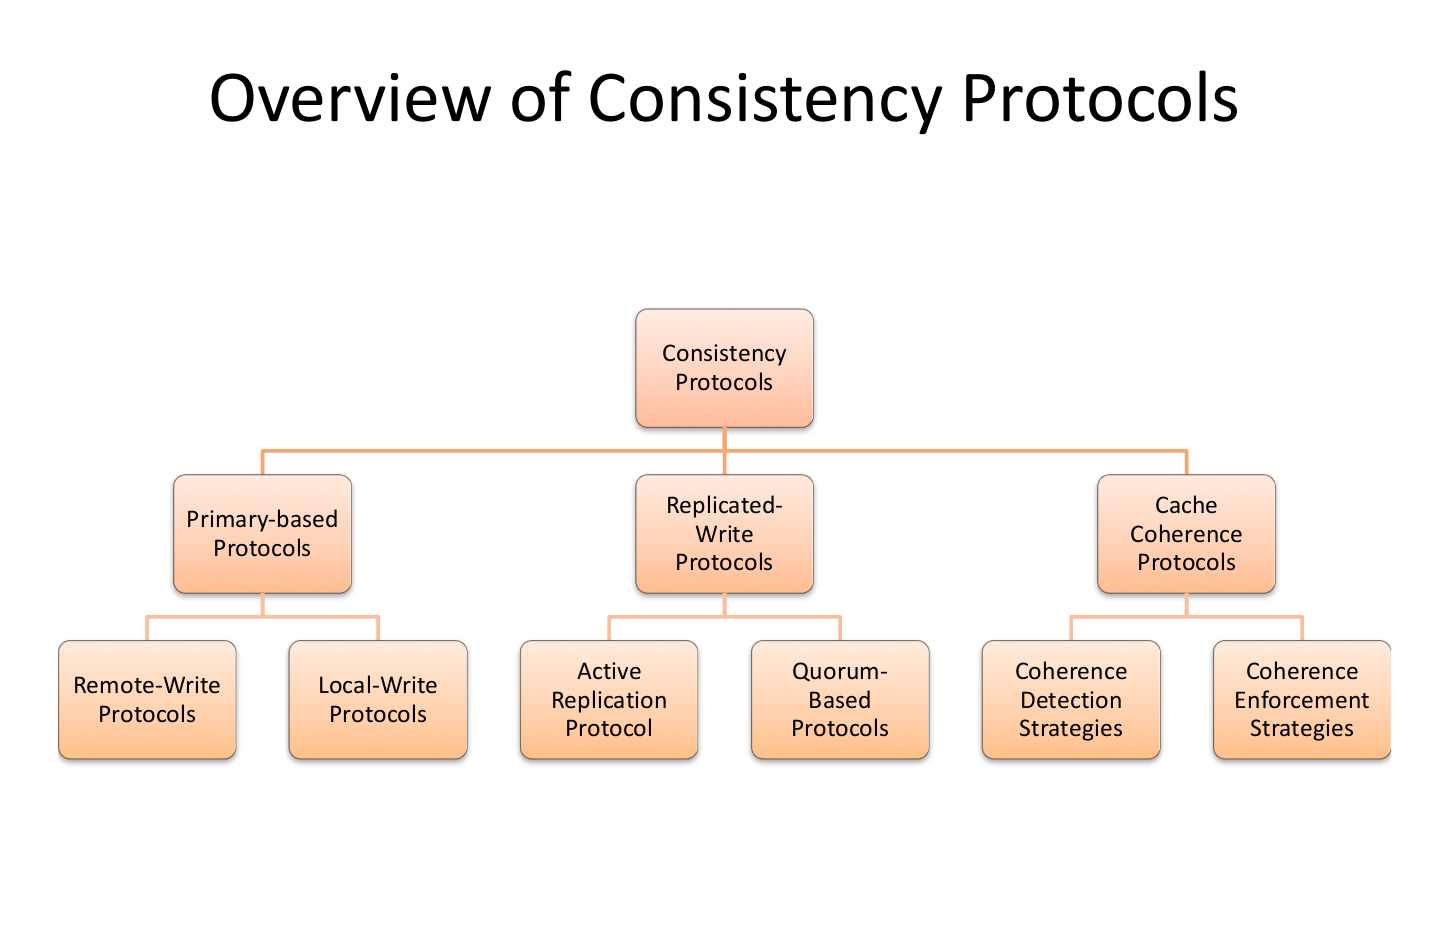 Overview of Consistency Protocols
Consistency
Protocols
Primary-based
Protocols
Replicated-
Write
Protocols
Cache
Coherence
Protocols
Remote-Write
Protocols
Local-Write
Protocols
Active
Replication
Protocol
Quorum-
Based
Protocols
Coherence
Detection
Strategies
Coherence
Enforcement
Strategies